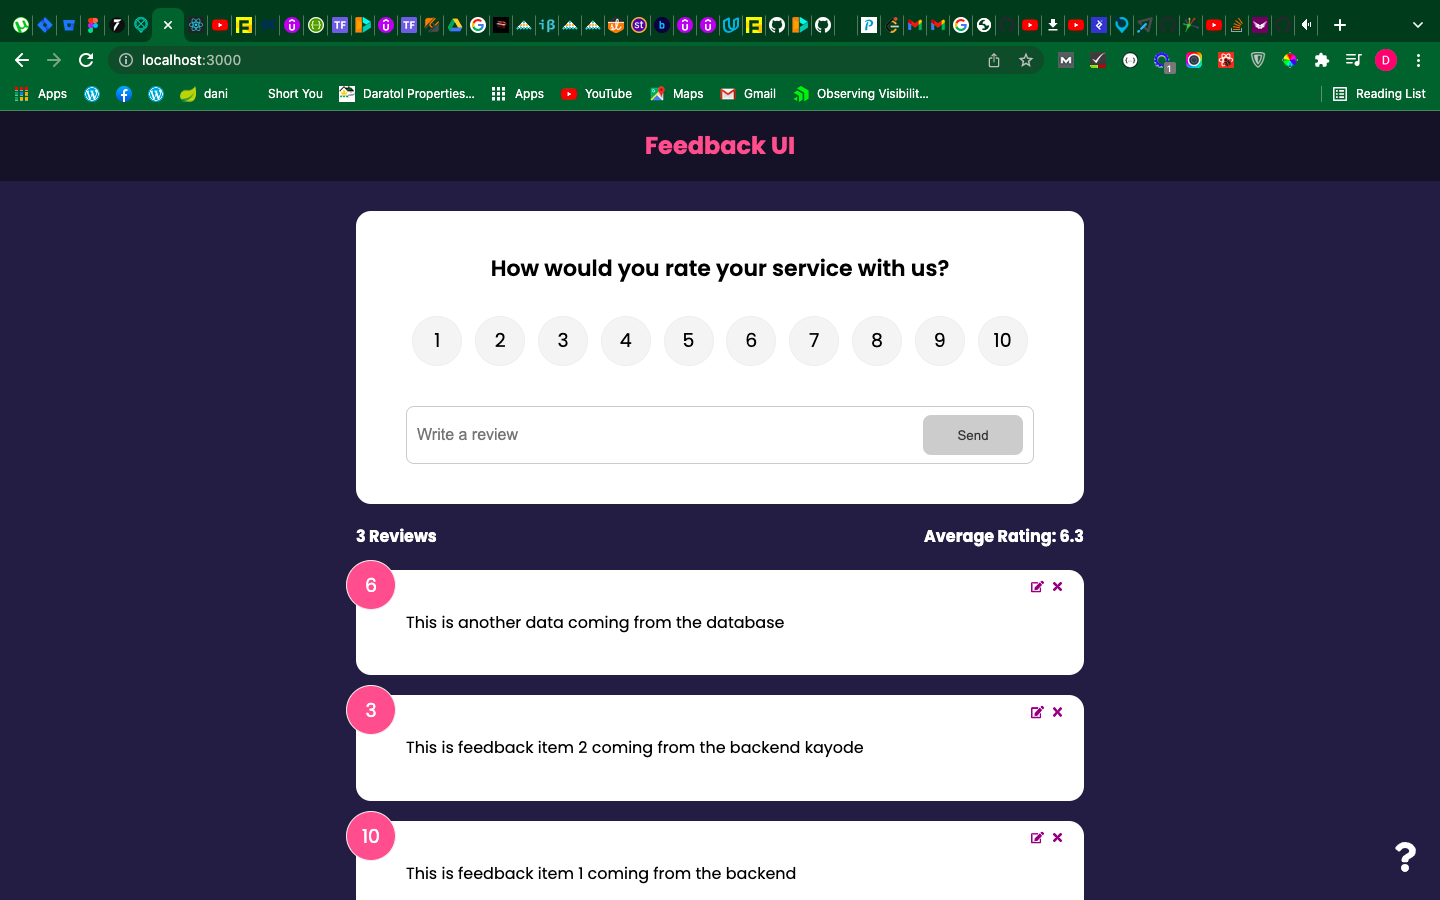 localhost:3000
1
D
Apps
dani
Short You
Daratol Properties...
Apps
YouTube
Maps
Gmail
Observing Visibilit...
Reading List
Feedback UI
How would you rate your service with us?
1 2 3 4 5 6 7 8 9 10
Write a review
Send
3 Reviews
Average Rating: 6.3
6
This is another data coming from the database
3
This is feedback item 2 coming from the backend kayode
10
This is feedback item 1 coming from the backend
?